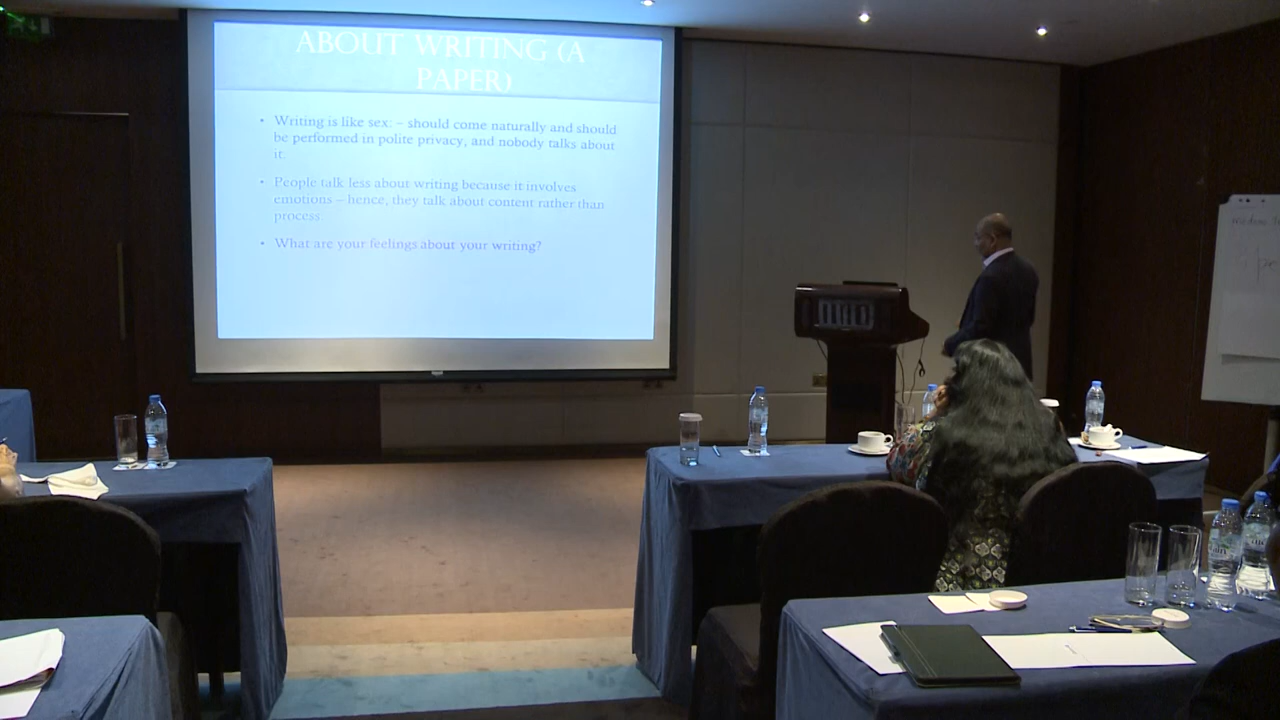 ABOUT WRITING (A
PAPER)
• Writing is like sex: – should come naturally and should
be performed in polite privacy, and nobody talks about
it.
• People talk less about writing because it involves
emotions – hence, they talk about content rather than
process
• What are your feelings about your writing?